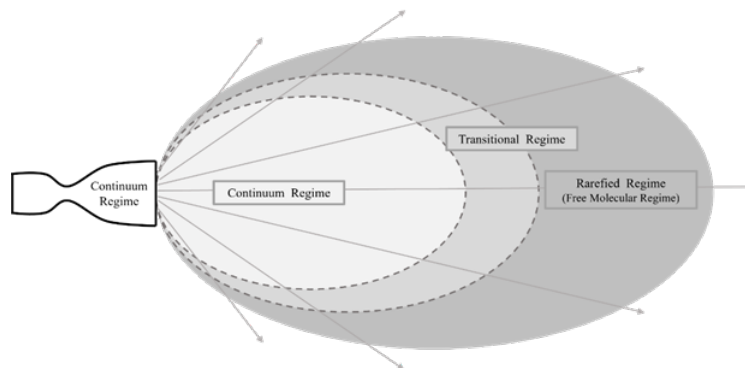 Continuum
Regime
Continuum Regime
Transitional Regime
Rarefied Regime
(Free Molecular Regime)